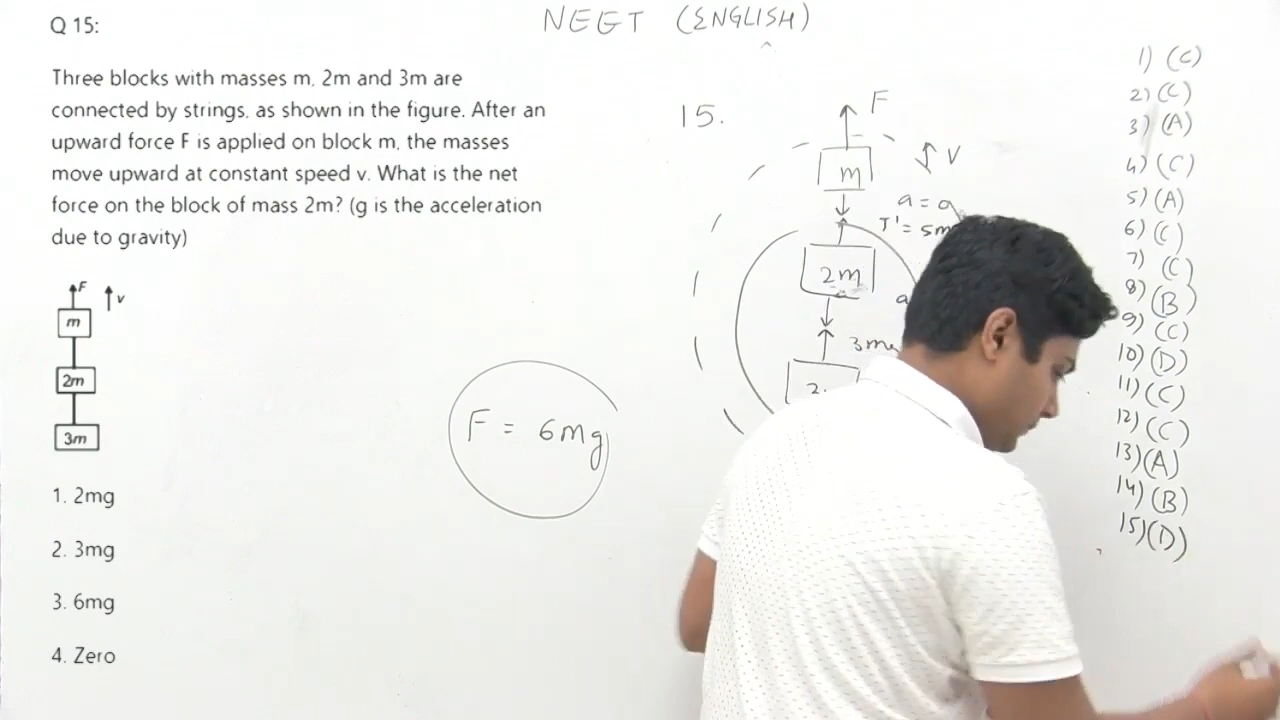 Q 15:
NEET (ENGLISH)
Three blocks with masses m, 2m and 3m are
connected by strings, as shown in the figure. After an
upward force F is applied on block m, the masses
move upward at constant speed v. What is the net
force on the block of mass 2m? (g is the acceleration
due to gravity)
F
v
m
2m
3m
1. 2mg
2. 3mg
3. 6mg
4. Zero
F = 6mg
15.
F
m
V
a = 0
T' = 5m
2m
a
3mg
1) (C)
2) (C)
3) (A)
4) (C)
5) (A)
6) (C)
7) (C)
8) (B)
9) (C)
10) (D)
11) (C)
12) (C)
13) (A)
14) (B)
15) (D)